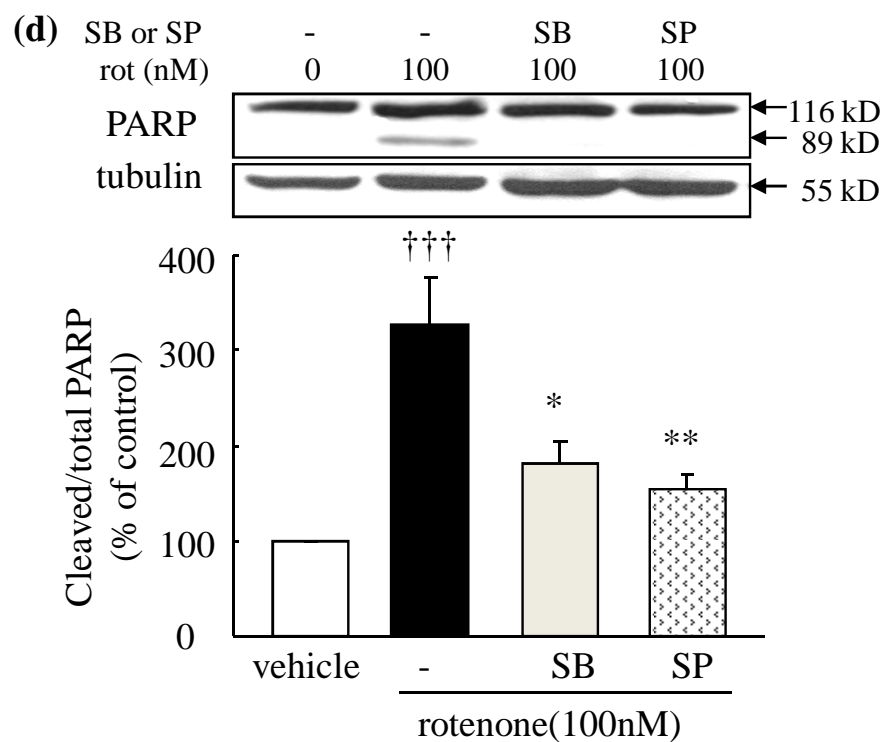 (d) SB or SP - - SB SP
rot (nM) 0 100 100 100
PARP
116 kD
89 kD
tubulin
55 kD
†††
*
**
400
300
200
100
0
Cleaved/total PARP
(% of control)
vehicle - SB SP
rotenone(100nM)